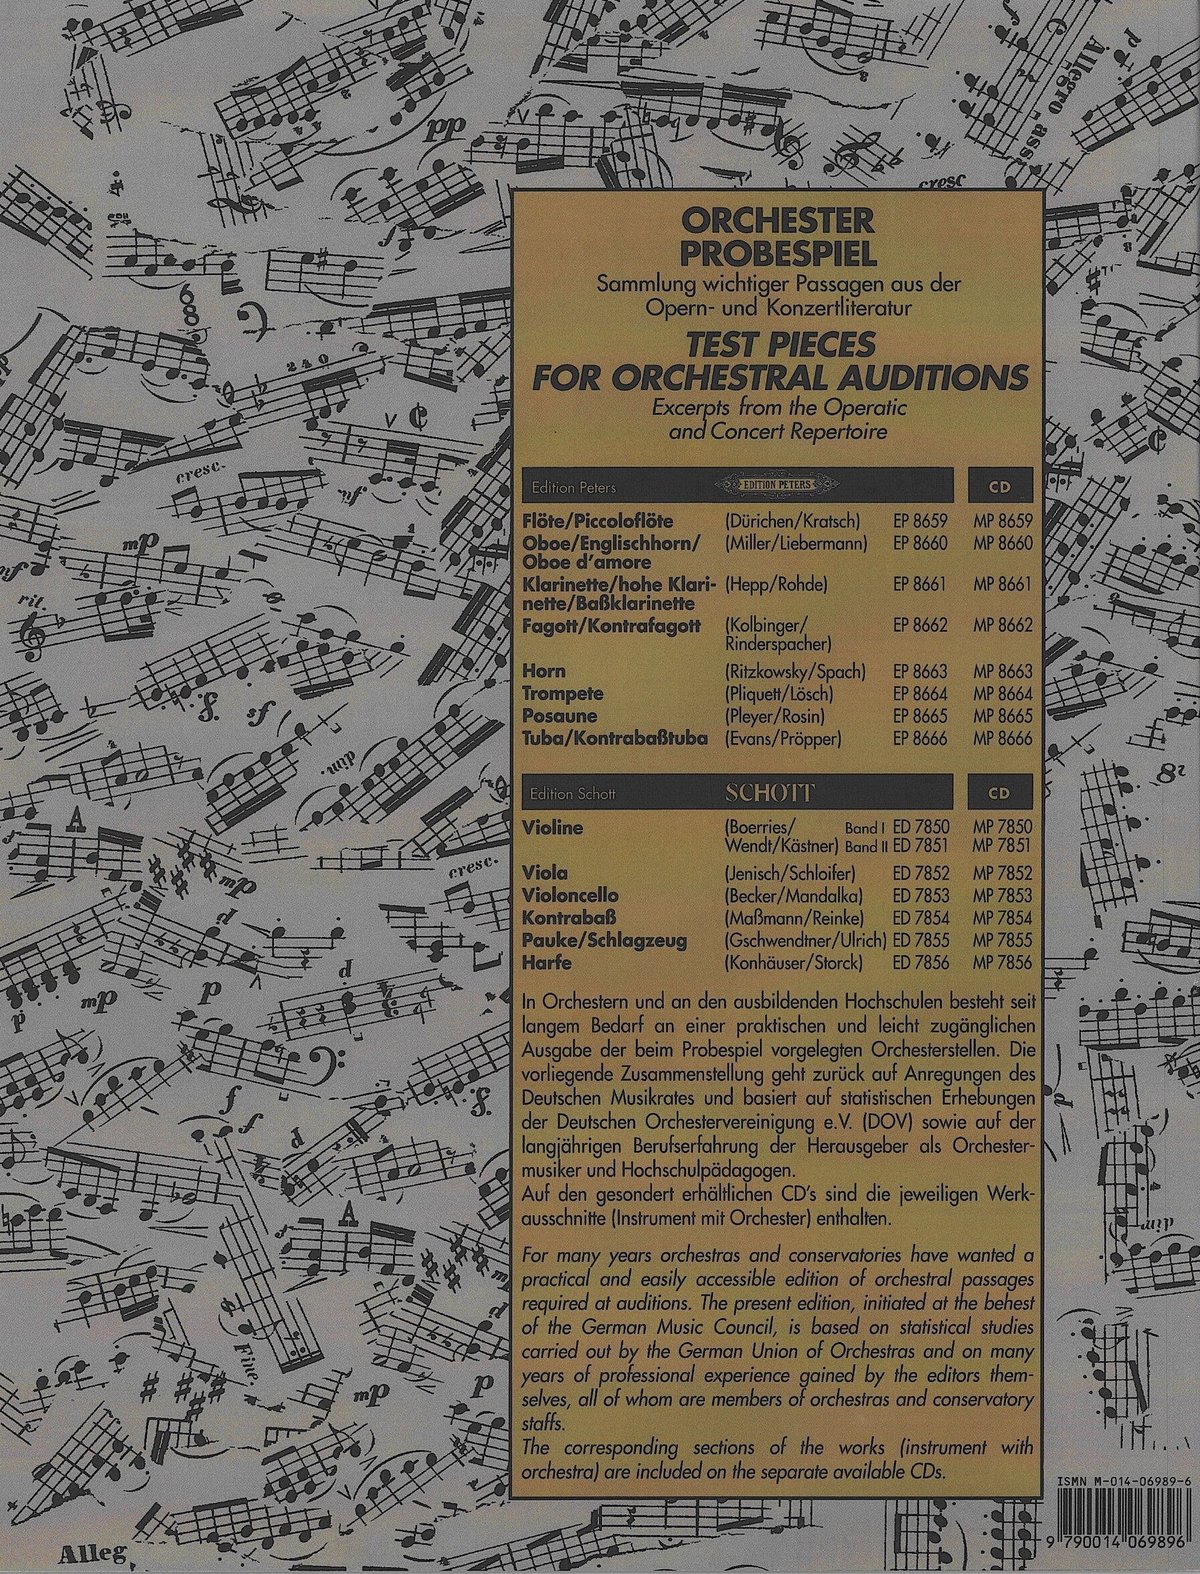 ORCHESTER
PROBESPIEL
Sammlung wichtiger Passagen aus der
Opern- und Konzertliteratur
TEST PIECES
FOR ORCHESTRAL AUDITIONS
Excerpts from the Operatic
and Concert Repertoire
Edition Peters EDITION PETERS CD
Flöte/Piccoloflöte (Dürichen/Kratsch) EP 8659 MP 8659
Oboe/Englischhorn/ (Miller/Liebermann) EP 8660 MP 8660
Oboe d’amore
Klarinette/hohe Klari- (Hepp/Rohde) EP 8661 MP 8661
nette/Baßklarinette
Fagott/Kontrafagott (Kolbinger/ EP 8662 MP 8662
Rinderspacher)
Horn (Ritzkowsky/Spach) EP 8663 MP 8663
Trompete (Pliquett/Lösch) EP 8664 MP 8664
Posaune (Pleyer/Rosin) EP 8665 MP 8665
Tuba/Kontrabaßtuba (Evans/Pröpper) EP 8666 MP 8666
Edition Schott SCHOTT CD
Violine (Boerries/ Band I ED 7850 MP 7850
Wendt/Kästner) Band II ED 7851 MP 7851
Viola (Jenisch/Schloifer) ED 7852 MP 7852
Violoncello (Becker/Mandalka) ED 7853 MP 7853
Kontrabaß (Maßmann/Reinke) ED 7854 MP 7854
Pauke/Schlagzeug (Gschwendtner/Ulrich) ED 7855 MP 7855
Harfe (Konhäuser/Storck) ED 7856 MP 7856
In Orchestern und an den ausbildenden Hochschulen besteht seit
langem Bedarf an einer praktischen und leicht zugänglichen
Ausgabe der beim Probespiel vorgelegten Orchesterstellen. Die
vorliegende Zusammenstellung geht zurück auf Anregungen des
Deutschen Musikrates und basiert auf statistischen Erhebungen
der Deutschen Orchestervereinigung e.V. (DOV) sowie auf der
langjährigen Berufserfahrung der Herausgeber als Orchester-
musiker und Hochschulpädagogen.
Auf den gesondert erhältlichen CD’s sind die jeweiligen Werk-
ausschnitte (Instrument mit Orchester) enthalten.
For many years orchestras and conservatories have wanted a
practical and easily accessible edition of orchestral passages
required at auditions. The present edition, initiated at the behest
of the German Music Council, is based on statistical studies
carried out by the German Union of Orchestras and on many
years of professional experience gained by the editors them-
selves, all of whom are members of orchestras and conservatory
staffs.
The corresponding sections of the works (instrument with
orchestra) are included on the separate available CDs.
ISMN M-014-06989-6
9 790014 069896
Allegro assa
pp
cresc
cresc.
mp
rit.
fs
dim
A
cresc.
mp
p
mp
p
f
f
p
A
Fine
mp
p
dim
Alleg